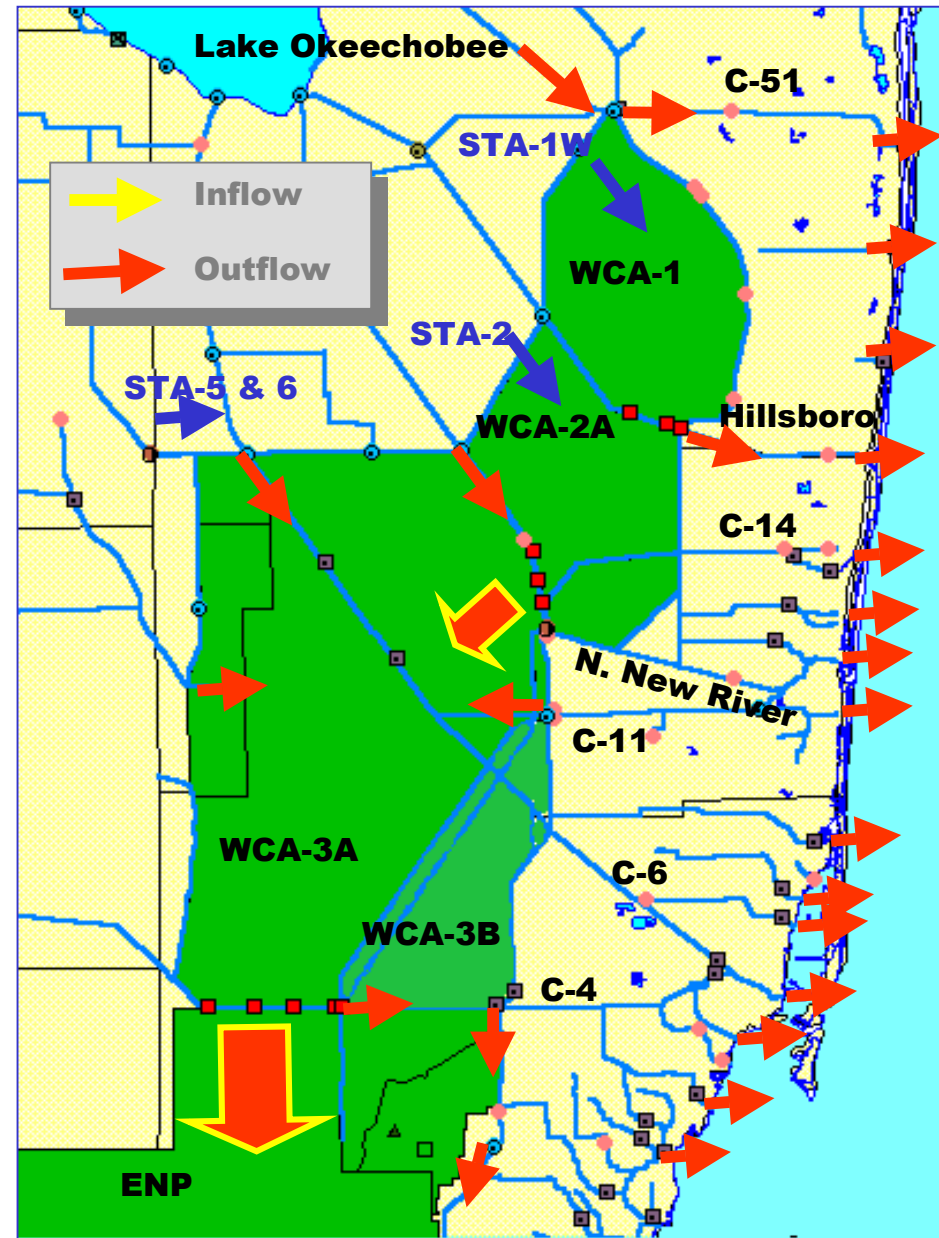 Lake Okeechobee
C-51
STA-1W
Inflow
Outflow
WCA-1
STA-2
STA-5 & 6
WCA-2A
Hillsboro
C-14
N. New River
C-11
WCA-3A
C-6
WCA-3B
C-4
ENP